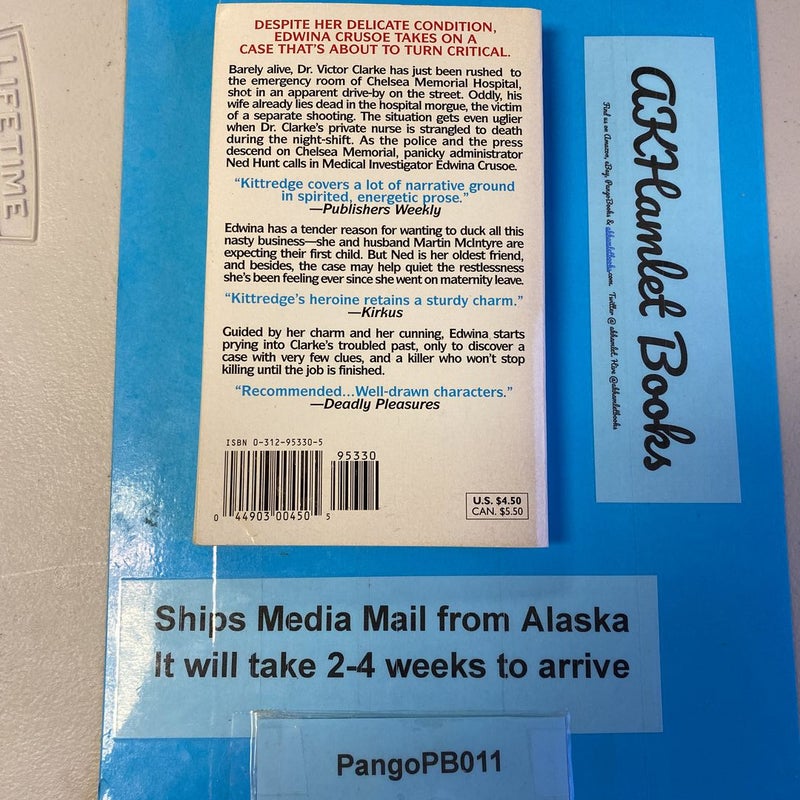 DESPITE HER DELICATE CONDITION,
EDWINA CRUSOE TAKES ON A
CASE THAT'S ABOUT TO TURN CRITICAL.
Barely alive, Dr. Victor Clarke has just been rushed to
the emergency room of Chelsea Memorial Hospital,
shot in an apparent drive-by on the street. Oddly, his
wife already lies dead in the hospital morgue, the victim
of a separate shooting. The situation gets even uglier
when Dr. Clarke's private nurse is strangled to death
during the night-shift. As the police and the press
descend on Chelsea Memorial, panicky administrator
Ned Hunt calls in Medical Investigator Edwina Crusoe.
"Kittredge covers a lot of narrative ground
in spirited, energetic prose."
—Publishers Weekly
Edwina has a tender reason for wanting to duck all this
nasty business—she and husband Martin McIntyre are
expecting their first child. But Ned is her oldest friend,
and besides, the case may help quiet the restlessness
she's been feeling ever since she went on maternity leave.
"Kittredge's heroine retains a sturdy charm."
—Kirkus
Guided by her charm and her cunning, Edwina starts
prying into Clarke's troubled past, only to discover a
case with very few clues, and a killer who won't stop
killing until the job is finished.
"Recommended...Well-drawn characters."
—Deadly Pleasures
ISBN 0-312-95330-5
95330
0 44903 00450 5
U.S. $4.50
CAN. $5.50
AKHamlet Books
Find us on Amazon, eBay, PangoBooks & akhamletbooks.com Twitter @ akhamlet, Hive @akhamletbooks
LIFETIME
Ships Media Mail from Alaska
It will take 2-4 weeks to arrive
PangoPB011